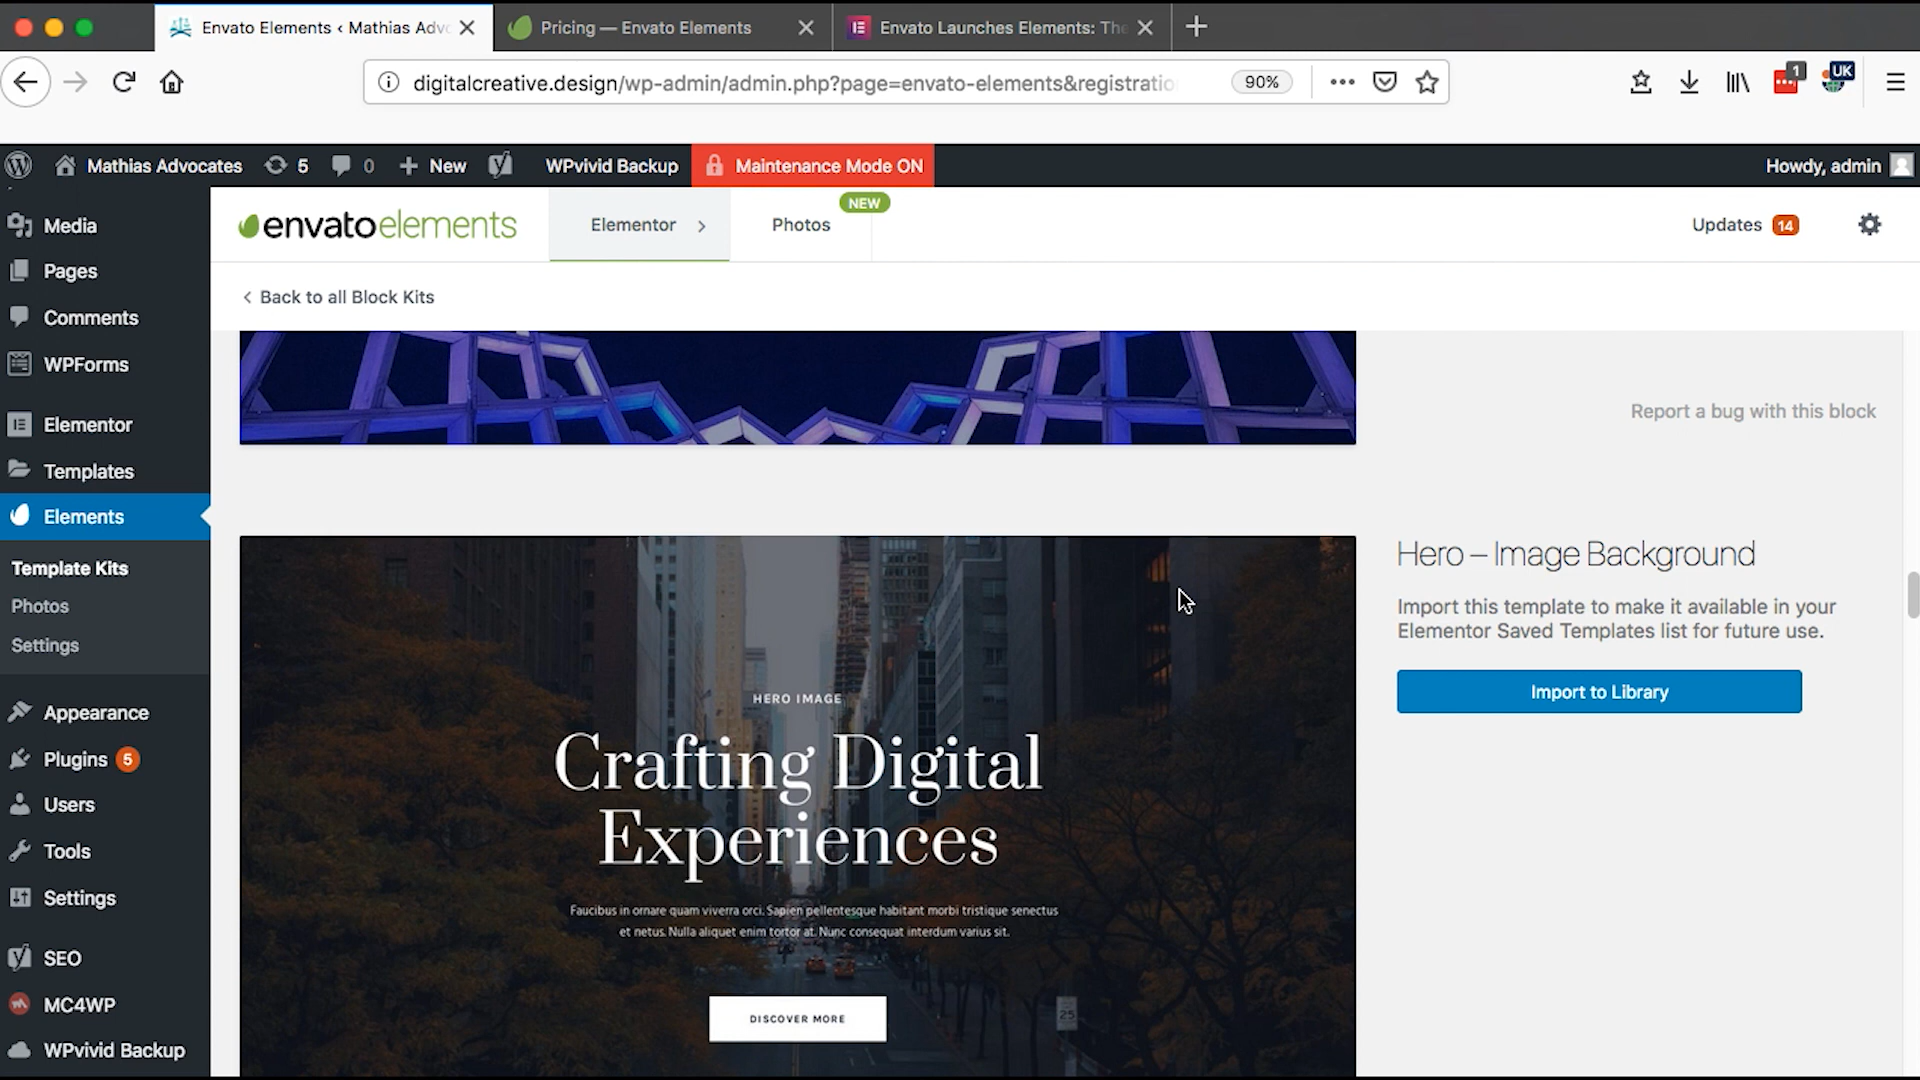 Envato Elements ‹ Mathias Advo
Pricing — Envato Elements
Envato Launches Elements: The
digitalcreative.design/wp-admin/admin.php?page=envato-elements&registratio
90%
1
UK
Mathias Advocates
5
0
New
WPvivid Backup
Maintenance Mode ON
Howdy, admin
Media
Pages
Comments
WPForms
Elementor
Templates
Elements
Template Kits
Photos
Settings
Appearance
Plugins 5
Users
Tools
Settings
SEO
MC4WP
WPvivid Backup
envatoelements
Elementor
Photos
NEW
Updates 14
Back to all Block Kits
Report a bug with this block
HERO IMAGE
Crafting Digital
Experiences
Faucibus in ornare quam viverra orci. Sapien pellentesque habitant morbi tristique senectus
et netus. Nulla aliquet enim tortor at. Nunc consequat interdum varius sit.
25
DISCOVER MORE
Hero – Image Background
Import this template to make it available in your
Elementor Saved Templates list for future use.
Import to Library